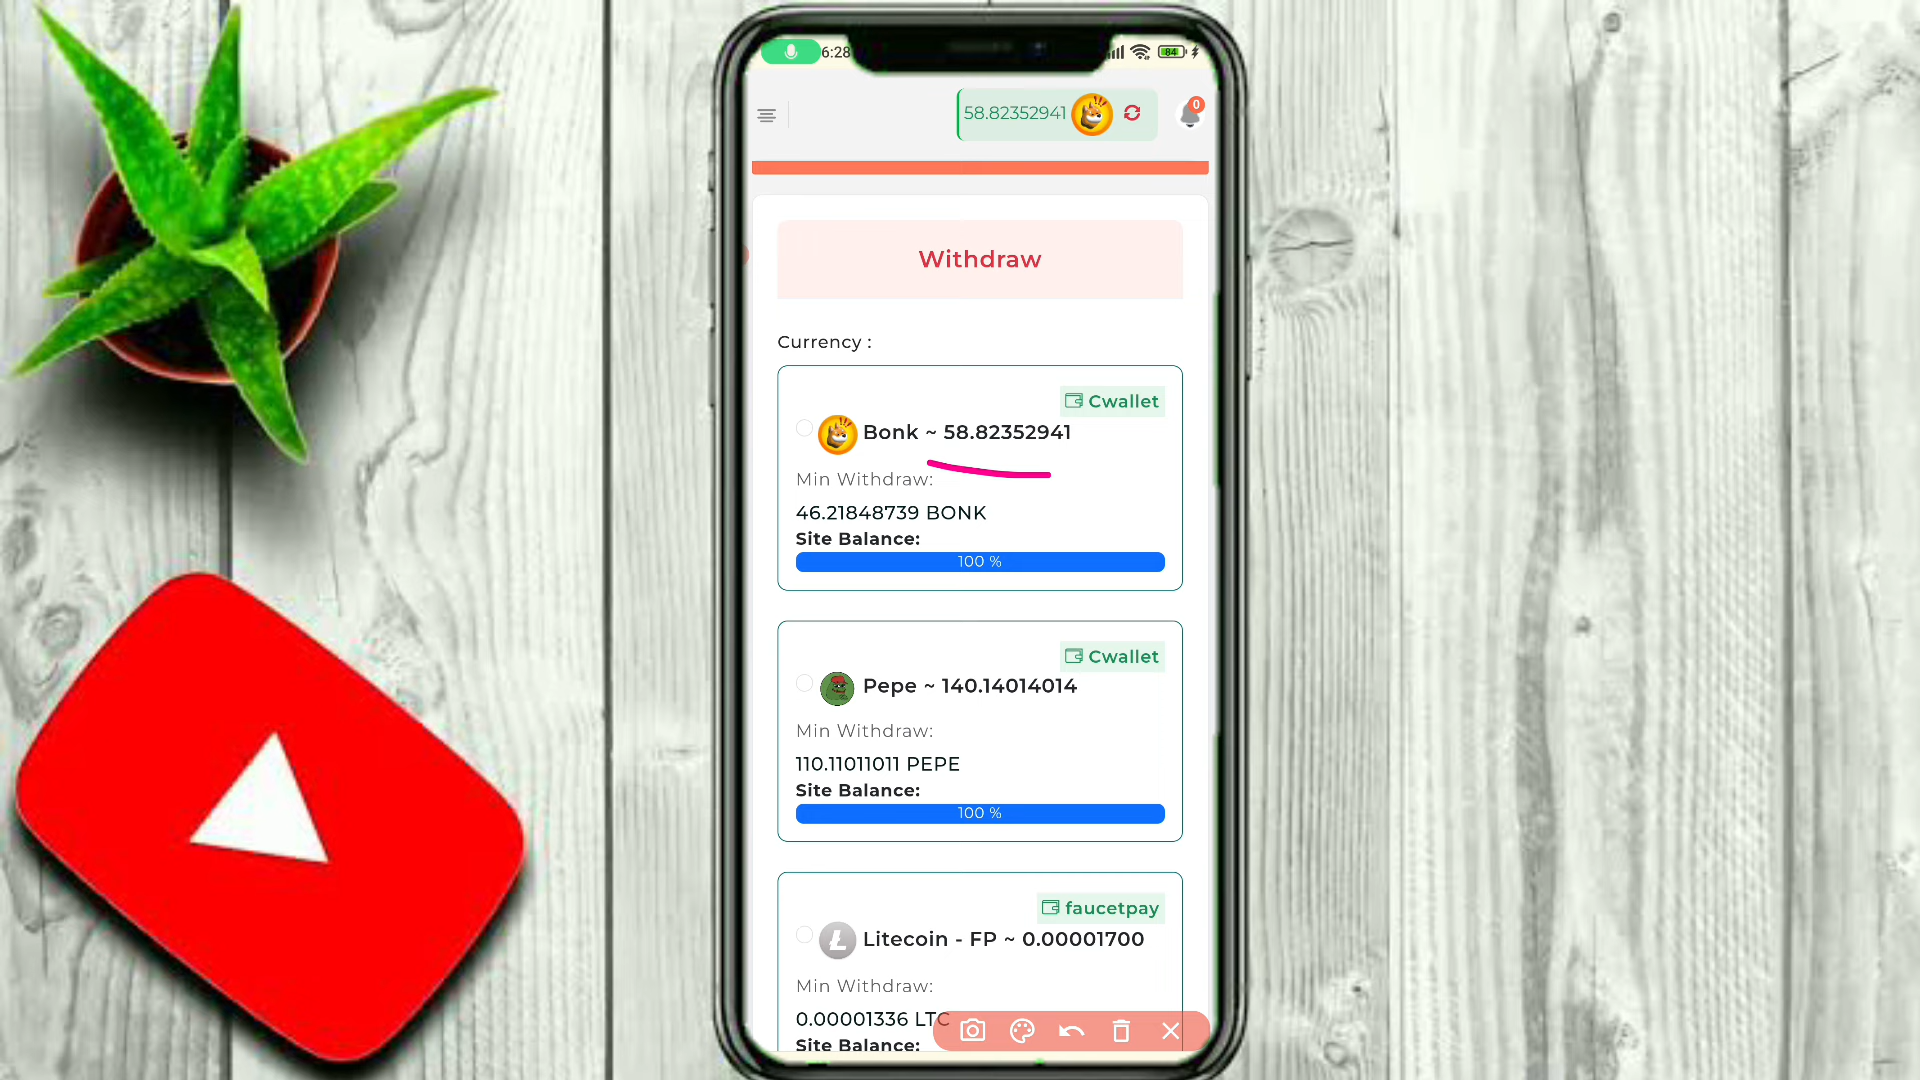 6:28
84
58.82352941
0
Withdraw
Currency :
Cwallet
Bonk ~ 58.82352941
Min Withdraw:
46.21848739 BONK
Site Balance:
100 %
Cwallet
Pepe ~ 140.14014014
Min Withdraw:
110.11011011 PEPE
Site Balance:
100 %
faucetpay
Litecoin - FP ~ 0.00001700
Min Withdraw:
0.00001336 LTC
Site Balance: